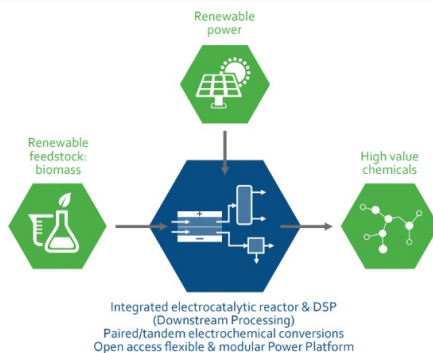 Renewable
power
Renewable
feedstock:
biomass
High value
chemicals
+
−
Integrated electrocatalytic reactor & DSP
(Downstream Processing)
Paired/tandem electrochemical conversions
Open access flexible & modular Power Platform